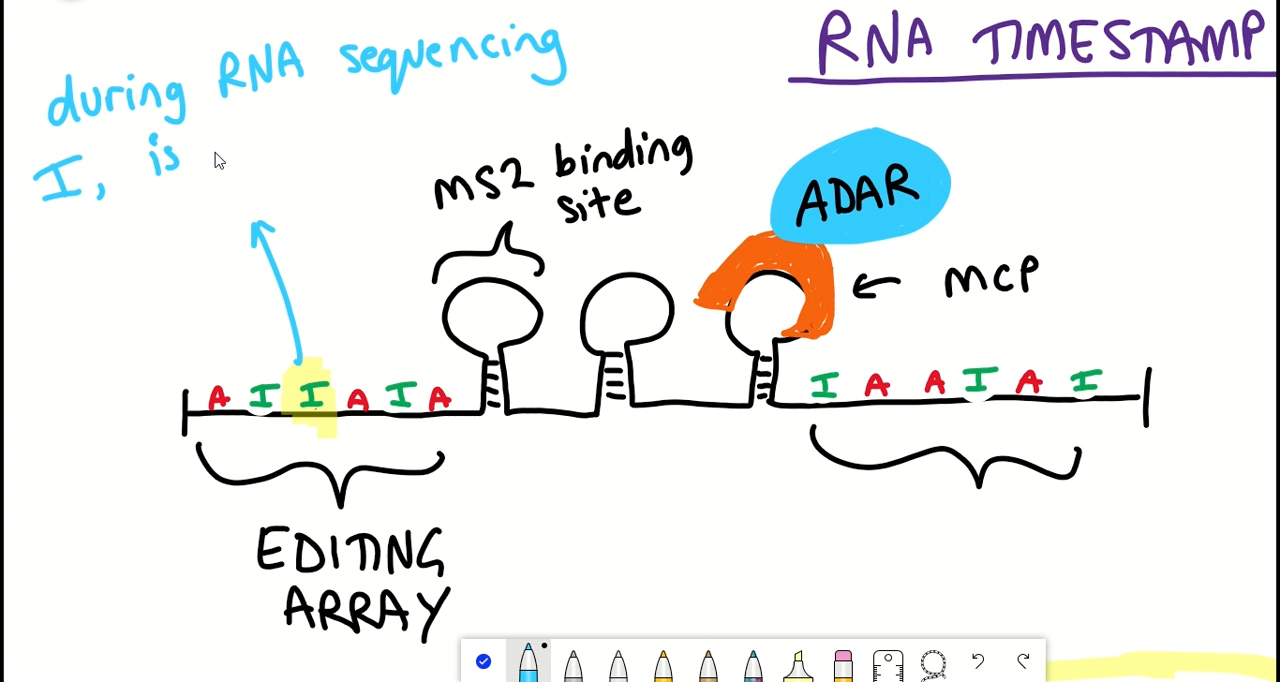 RNA TIMESTAMP
during RNA sequencing
I, is
MS2 binding
site
ADAR
MCP
A I I A I A
I A A I A I
EDITING
ARRAY